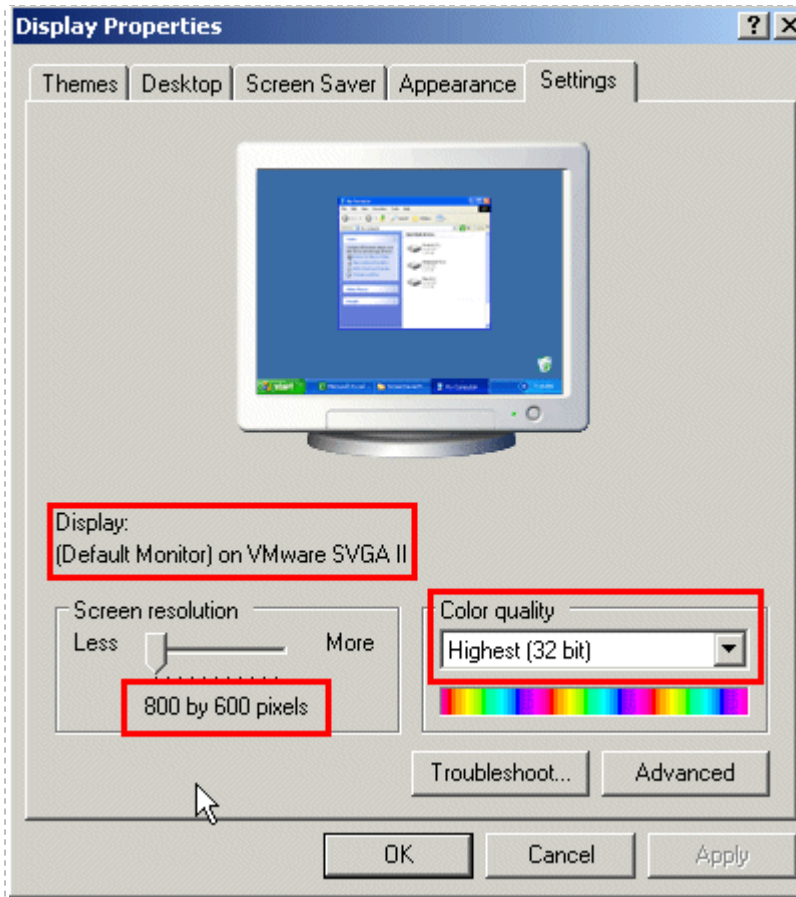 Display Properties
Themes Desktop Screen Saver Appearance Settings
start
Display:
(Default Monitor) on VMware SVGA II
Screen resolution
Less More
800 by 600 pixels
Color quality
Highest (32 bit)
Troubleshoot... Advanced
OK Cancel Apply